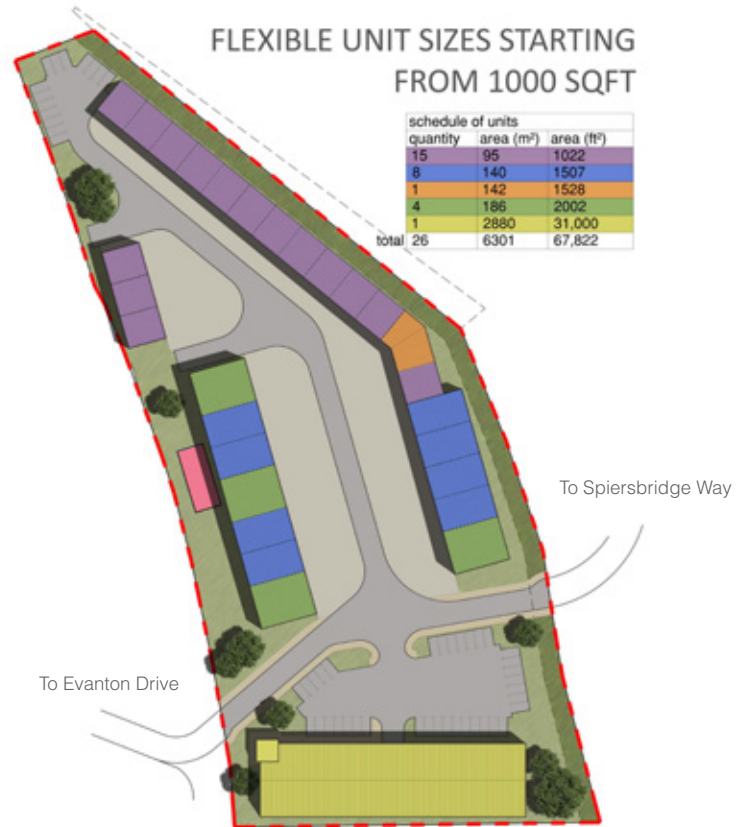 FLEXIBLE UNIT SIZES STARTING
FROM 1000 SQFT
schedule of units
quantity area (m²) area (ft²)
15 95 1022
8 140 1507
1 142 1528
4 186 2002
1 2880 31,000
total 26 6301 67,822
To Spiersbridge Way
To Evanton Drive